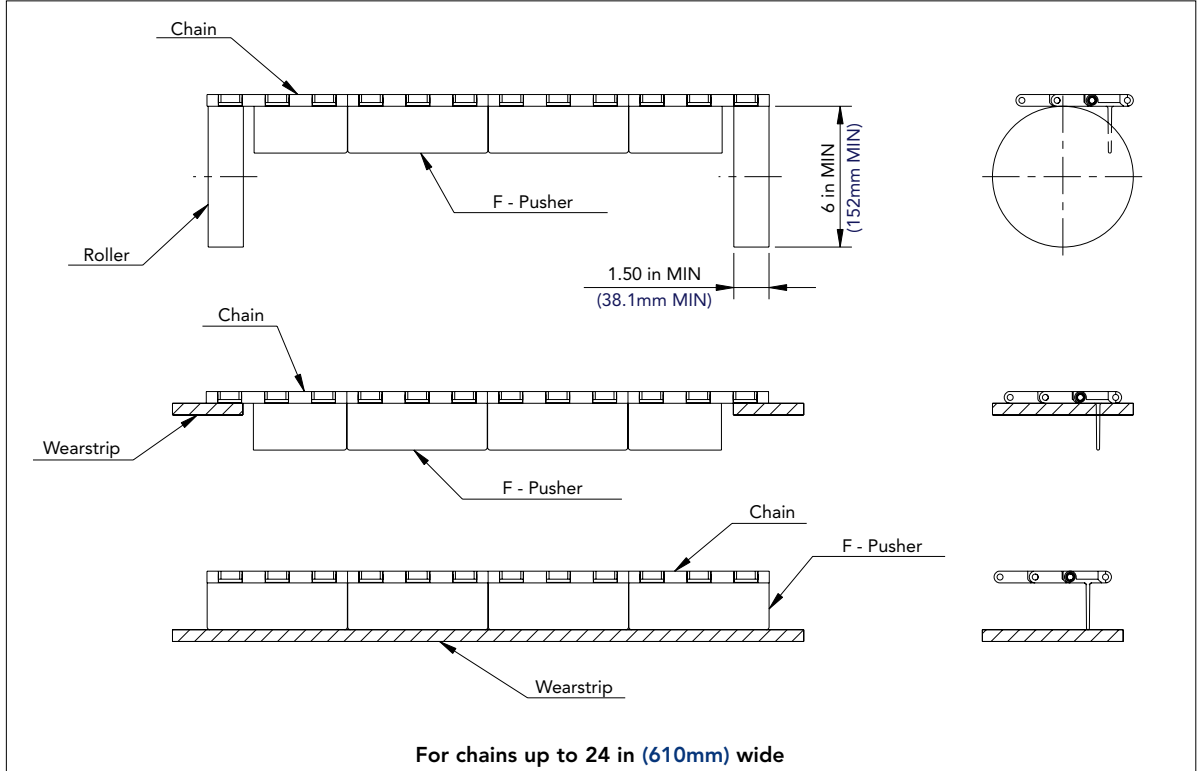 Chain
F - Pusher
Roller
6 in MIN
(152mm MIN)
1.50 in MIN
(38.1mm MIN)
Chain
Wearstrip
F - Pusher
Chain
F - Pusher
Wearstrip
For chains up to 24 in (610mm) wide